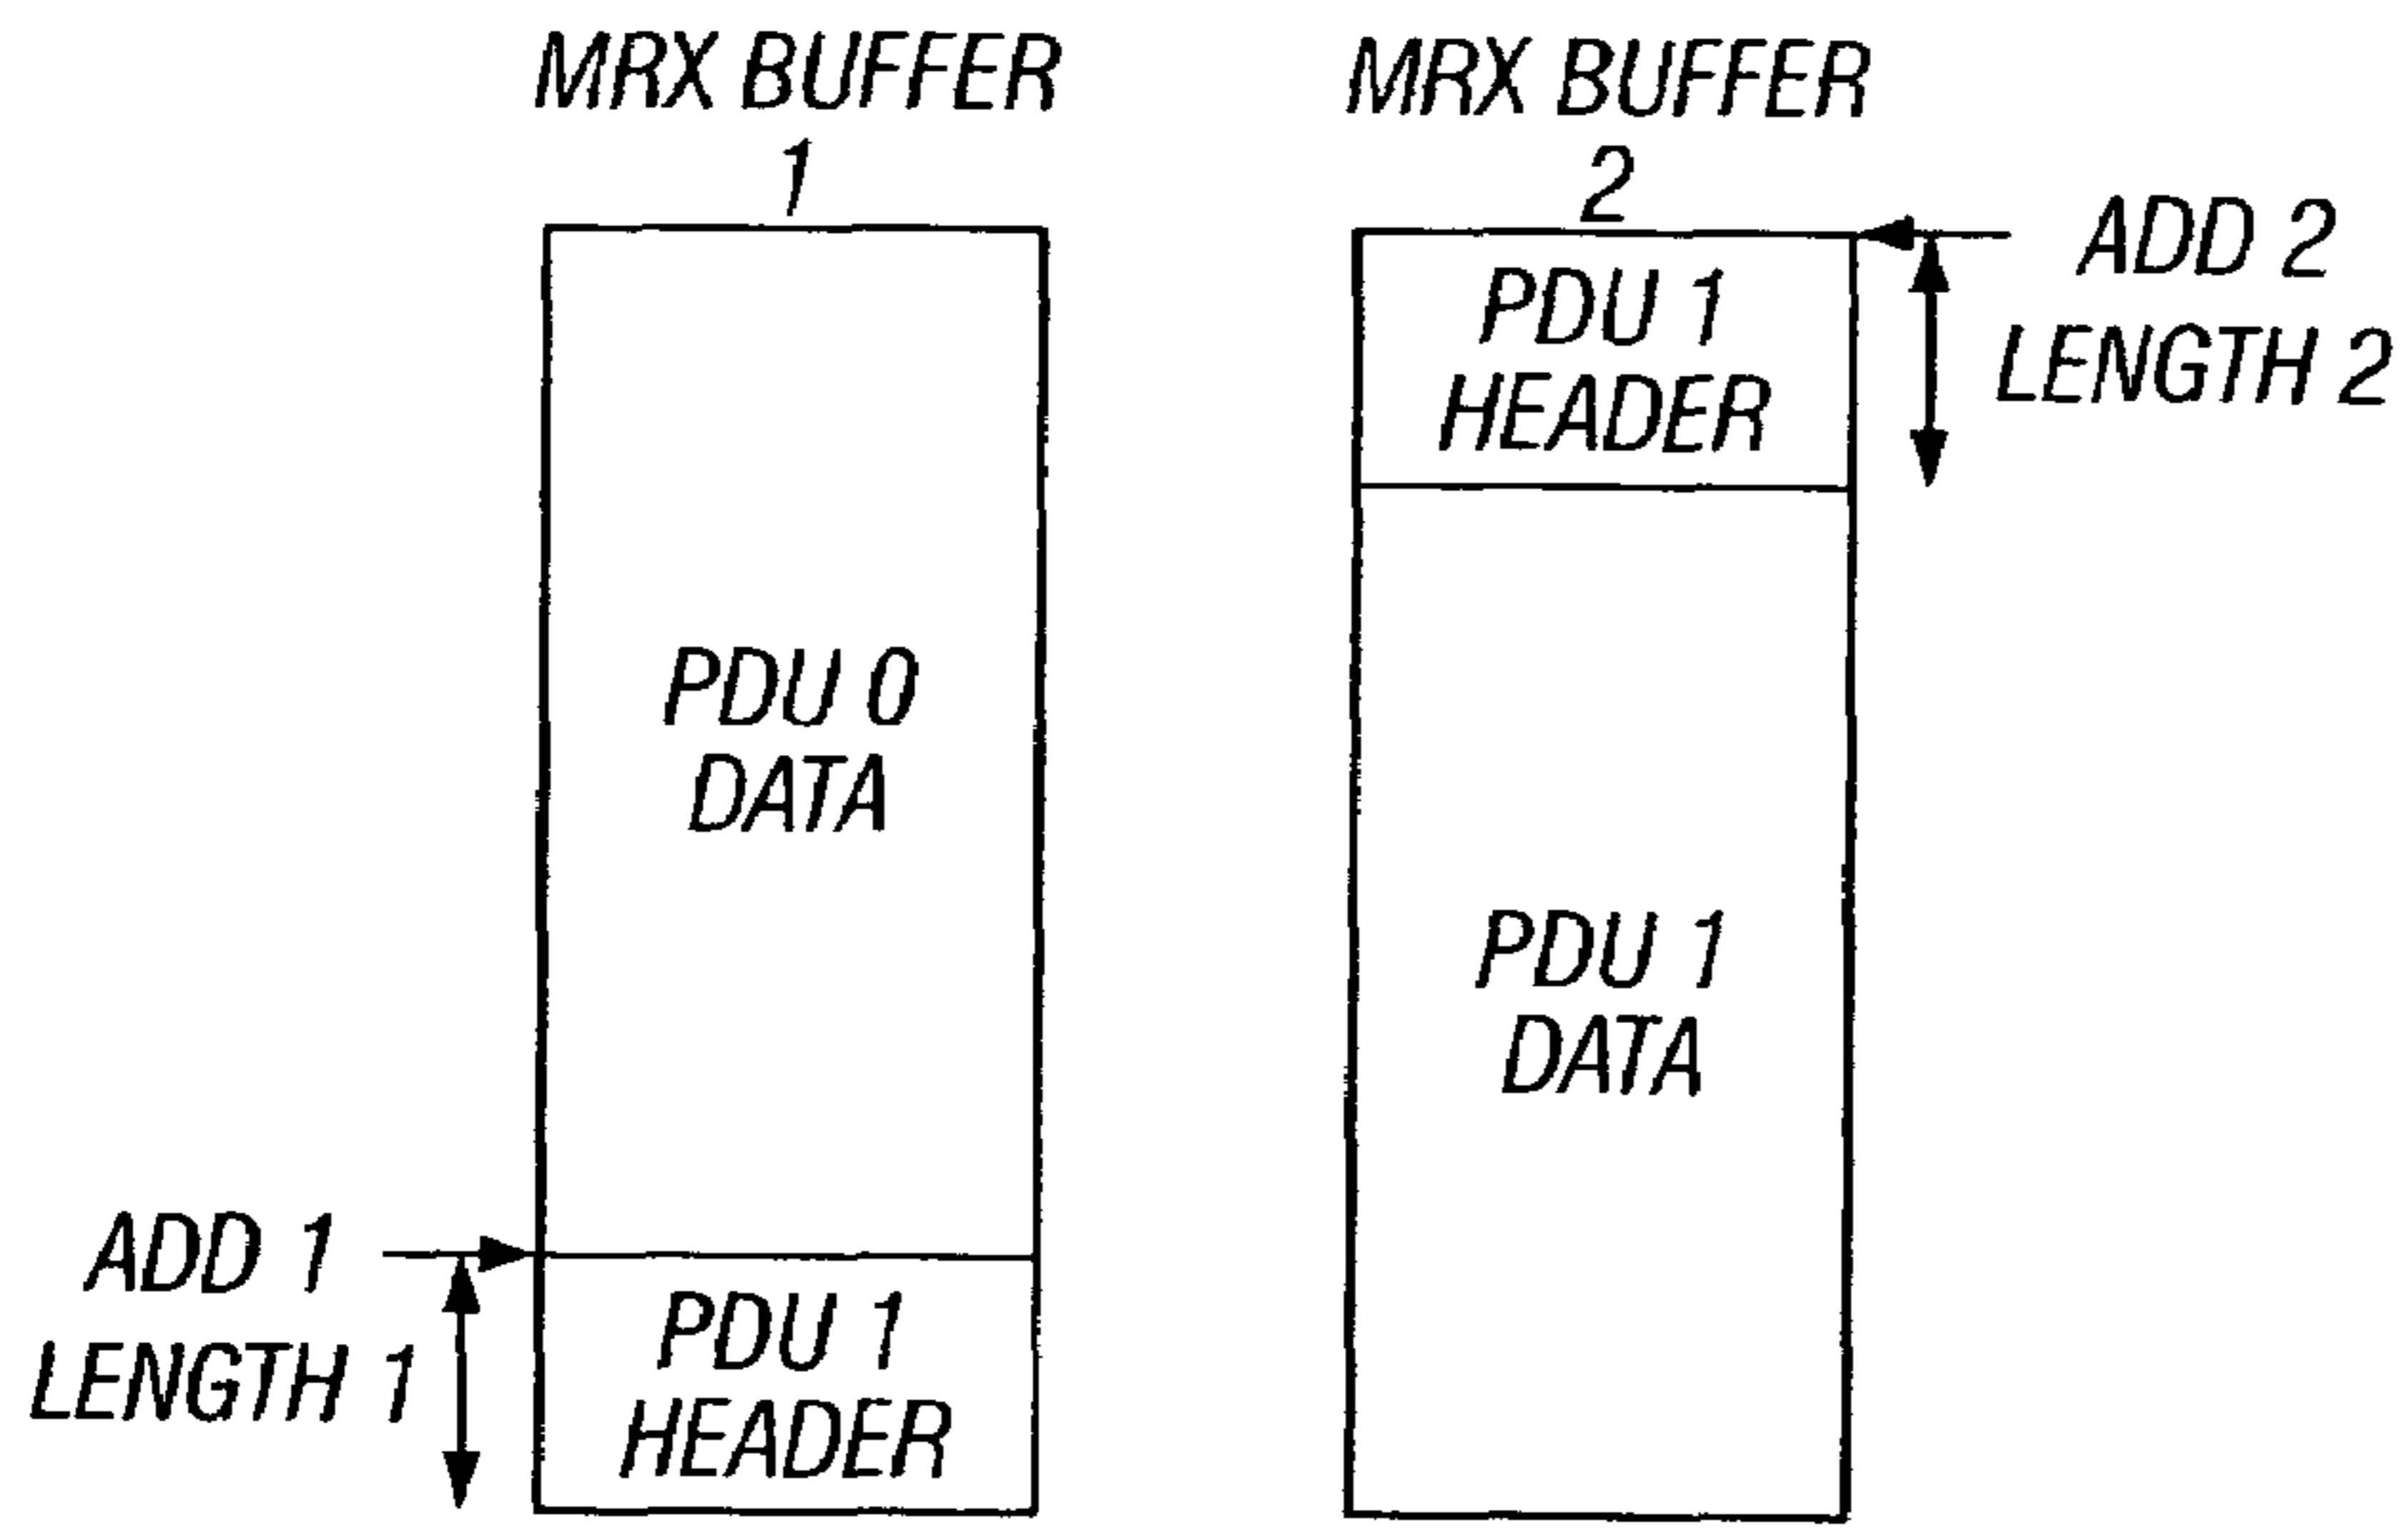 MRX BUFFER
1
PDU 0
DATA
ADD 1
LENGTH 1
PDU 1
HEADER
MRX BUFFER
2
PDU 1
HEADER
ADD 2
LENGTH 2
PDU 1
DATA